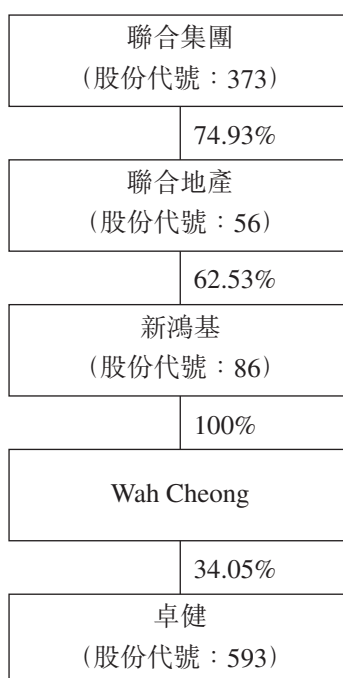 聯合集團
(股份代號：373)
74.93%
聯合地產
(股份代號：56)
62.53%
新鴻基
(股份代號：86)
100%
Wah Cheong
34.05%
卓健
(股份代號：593)